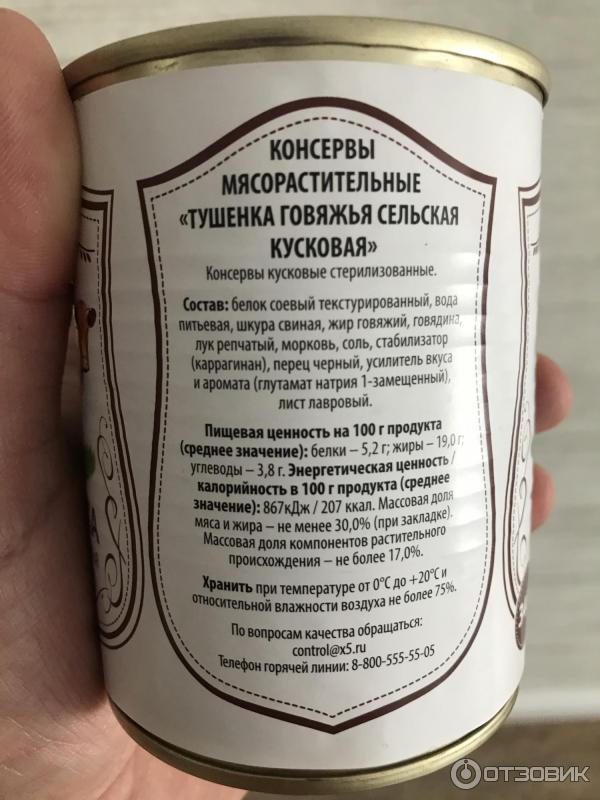 КОНСЕРВЫ
МЯСОРАСТИТЕЛЬНЫЕ
«ТУШЕНКА ГОВЯЖЬЯ СЕЛЬСКАЯ
КУСКОВАЯ»
Консервы кусковые стерилизованные.
Состав: белок соевый текстурированный, вода
питьевая, шкура свиная, жир говяжий, говядина,
лук репчатый, морковь, соль, стабилизатор
(каррагинан), перец черный, усилитель вкуса
и аромата (глутамат натрия 1-замещенный),
лист лавровый.
Пищевая ценность на 100 г продукта
(среднее значение): белки – 5,2 г; жиры – 19,0 г;
углеводы – 3,8 г. Энергетическая ценность /
калорийность в 100 г продукта (среднее
значение): 867кДж / 207 ккал. Массовая доля
мяса и жира – не менее 30,0% (при закладке).
Массовая доля компонентов растительного
происхождения – не более 17,0%.
Хранить при температуре от 0°С до +20°С и
относительной влажности воздуха не более 75%.
По вопросам качества обращаться:
control@x5.ru
Телефон горячей линии: 8-800-555-55-05
ОТЗОВИК